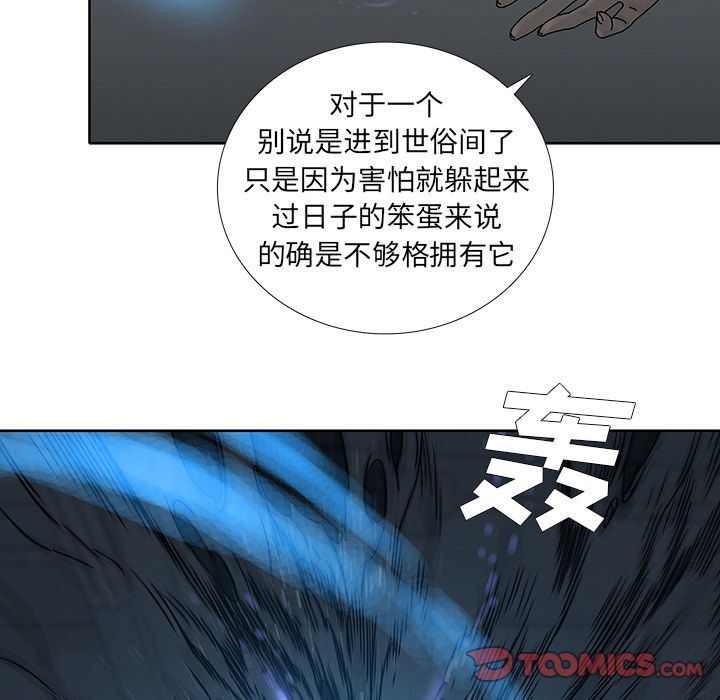 对于一个
别说是进到世俗间了
只是因为害怕就躲起来
过日子的笨蛋来说
的确是不够格拥有它
轰
TOOMICS.COM